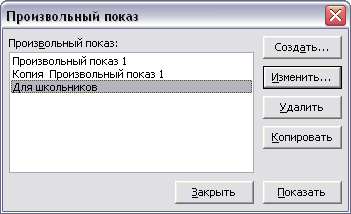 Произвольный показ
Произвольный показ:
Произвольный показ 1
Копия Произвольный показ 1
Для школьников
Создать...
Изменить...
Удалить
Копировать
Закрыть
Показать